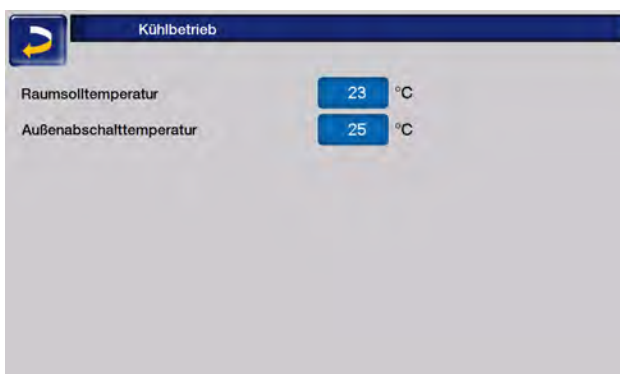 Kühlbetrieb
Raumsolltemperatur 23 °C
Außenabschalttemperatur 25 °C